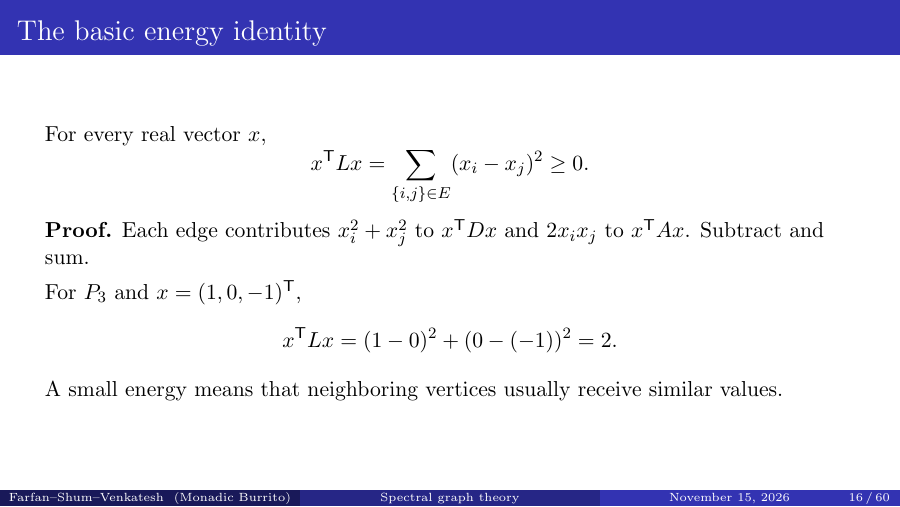 The basic energy identity
For every real vector x,
x^T Lx = ∑_{{i,j}∈E} (x_i − x_j)^2 ≥ 0.
Proof. Each edge contributes x_i^2 + x_j^2 to x^T Dx and 2x_i x_j to x^T Ax. Subtract and
sum.
For P_3 and x = (1, 0, −1)^T,
x^T Lx = (1 − 0)^2 + (0 − (−1))^2 = 2.
A small energy means that neighboring vertices usually receive similar values.
Farfan–Shum–Venkatesh (Monadic Burrito) Spectral graph theory November 15, 2026 16 / 60